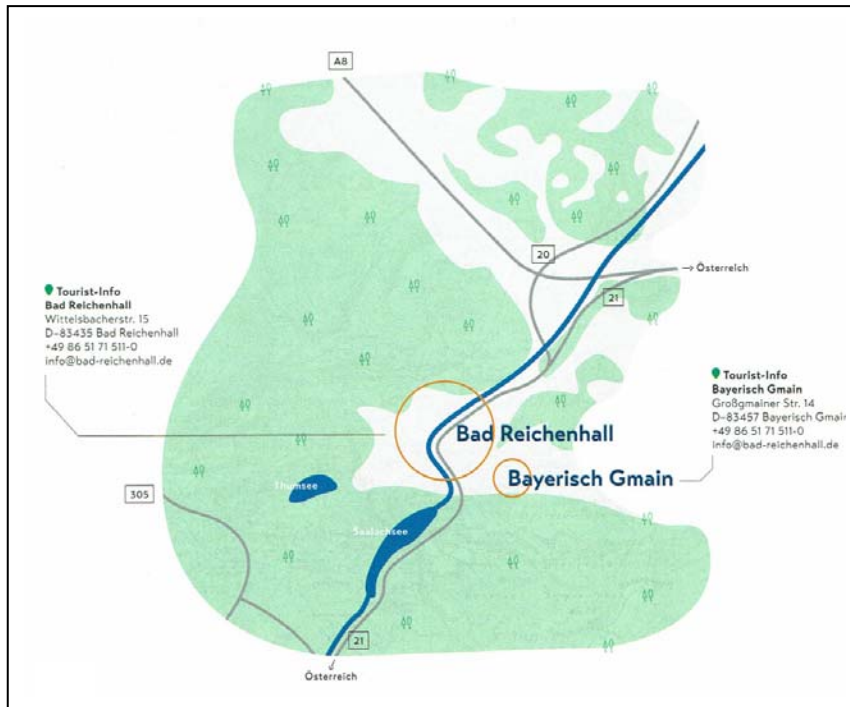 A8
20
→ Österreich
21
Tourist-Info
Bad Reichenhall
Wittelsbacherstr. 15
D-83435 Bad Reichenhall
+49 86 51 71 511-0
info@bad-reichenhall.de
Tourist-Info
Bayerisch Gmain
Großgmainer Str. 14
D-83457 Bayerisch Gmain
+49 86 51 71 511-0
info@bad-reichenhall.de
Bad Reichenhall
Bayerisch Gmain
305
Thumsee
Saalachsee
21
Österreich